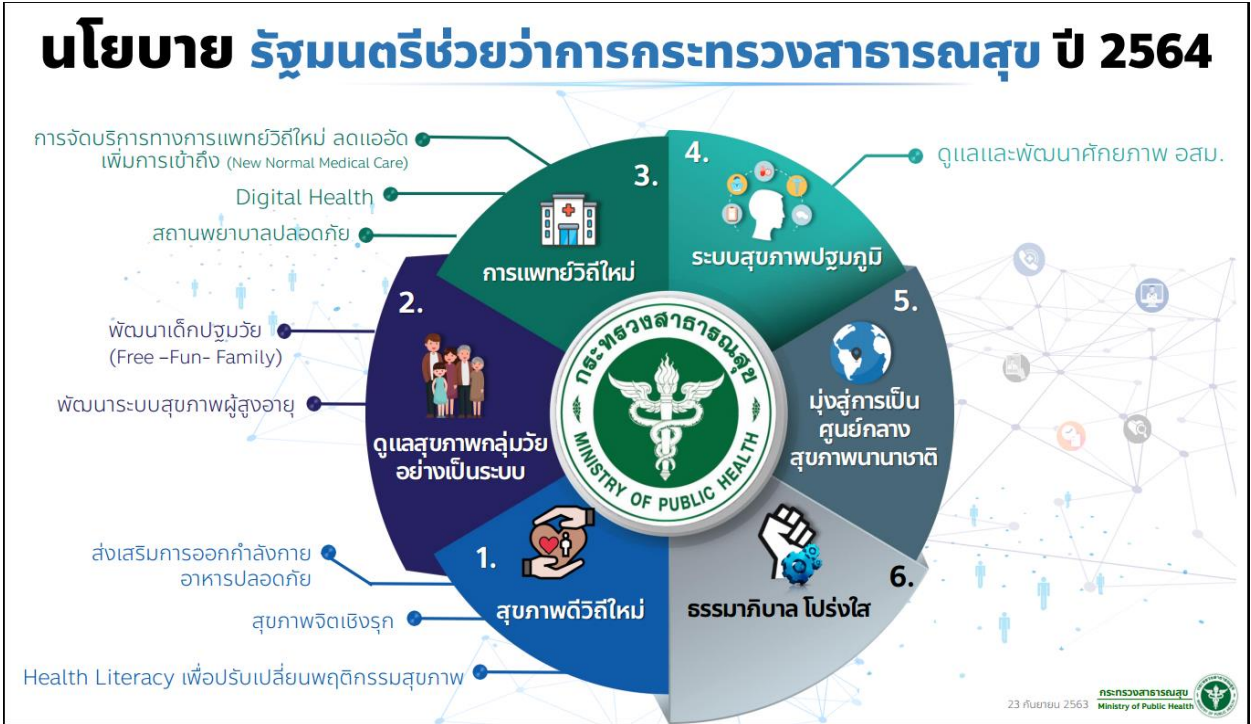 นโยบาย รัฐมนตรีช่วยว่าการกระทรวงสาธารณสุข ปี 2564
การจัดบริการทางการแพทย์วิถีใหม่ ลดแออัด
เพิ่มการเข้าถึง (New Normal Medical Care)
Digital Health
สถานพยาบาลปลอดภัย
3.
การแพทย์วิถีใหม่
4.
ระบบสุขภาพปฐมภูมิ
ดูแลและพัฒนาศักยภาพ อสม.
2.
พัฒนาเด็กปฐมวัย
(Free –Fun- Family)
พัฒนาระบบสุขภาพผู้สูงอายุ
ดูแลสุขภาพกลุ่มวัย
อย่างเป็นระบบ
กระทรวงสาธารณสุข
MINISTRY OF PUBLIC HEALTH
5.
มุ่งสู่การเป็น
ศูนย์กลาง
สุขภาพนานาชาติ
ส่งเสริมการออกกำลังกาย
อาหารปลอดภัย
สุขภาพจิตเชิงรุก
Health Literacy เพื่อปรับเปลี่ยนพฤติกรรมสุขภาพ
1.
สุขภาพดีวิถีใหม่
6.
ธรรมาภิบาล โปร่งใส
23 กันยายน 2563
กระทรวงสาธารณสุข
Ministry of Public Health